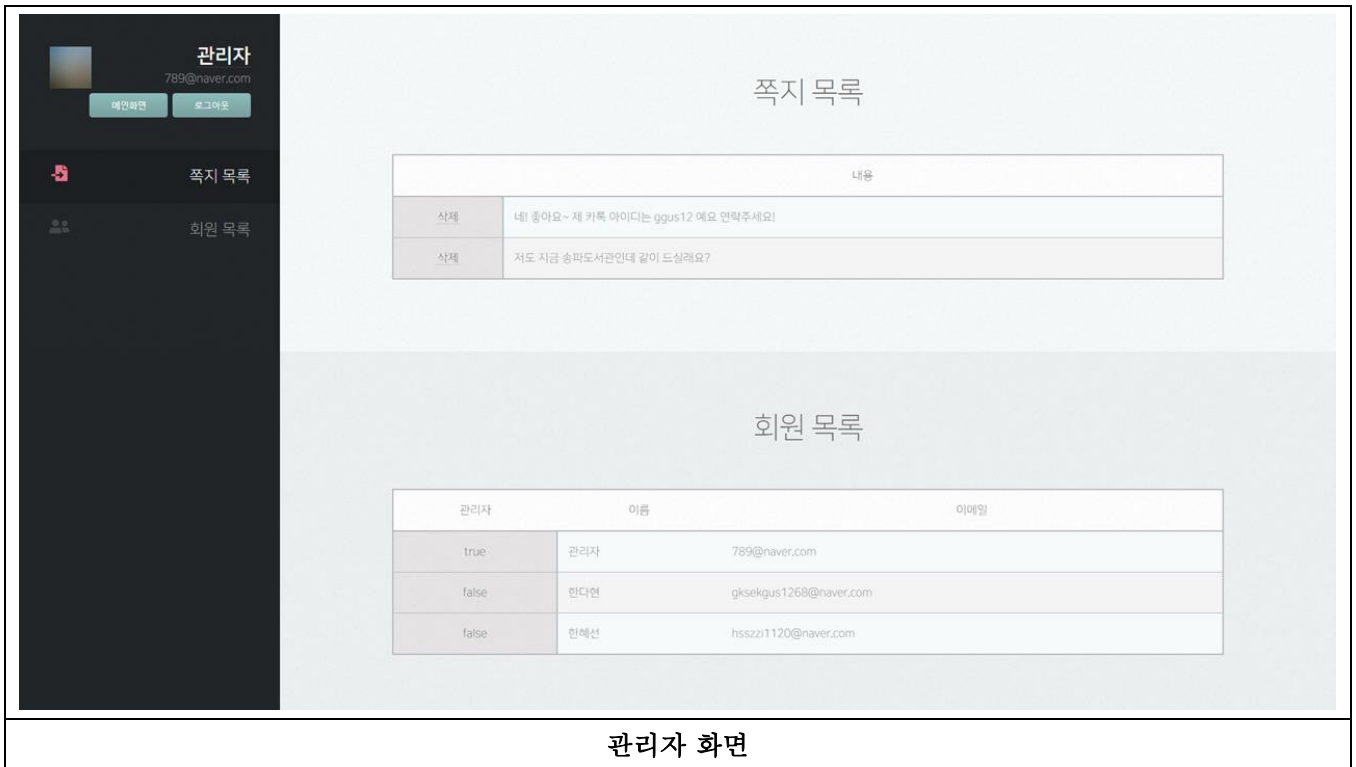 관리자
789@naver.com
메인화면 로그아웃
쪽지 목록
회원 목록
쪽지 목록
내용
삭제 네! 좋아요~ 제 카톡 아이디는 ggus12 예요 연락주세요!
삭제 저도 지금 송파도서관인데 같이 드실래요?
회원 목록
관리자 이름 이메일
true 관리자 789@naver.com
false 한다현 gksekgus1268@naver.com
false 한혜선 hsszzi1120@naver.com
관리자 화면